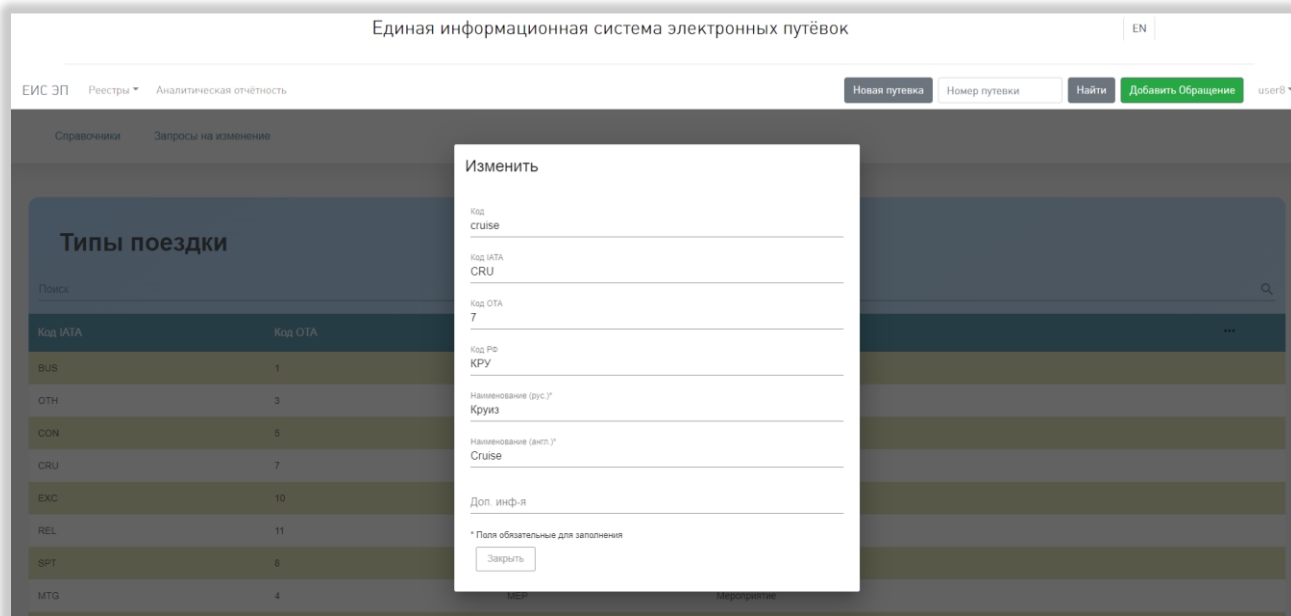 Единая информационная система электронных путёвок
EN
ЕИС ЭП Реестры Аналитическая отчётность Новая путевка Номер путевки Найти Добавить Обращение user8
Справочники Запросы на изменение
Изменить
Код
cruise
Код IATA
CRU
Код ОТА
7
Код РФ
КРУ
Наименование (рус.)*
Круиз
Наименование (англ.)*
Cruise
Доп. инф-я
* Поля обязательные для заполнения
Закрыть
Типы поездки
Поиск
Код IATA Код ОТА ...
BUS 1
OTH 3
CON 5
CRU 7
EXC 10
REL 11
SPT 8
MTG 4 МЕР Мероприятие